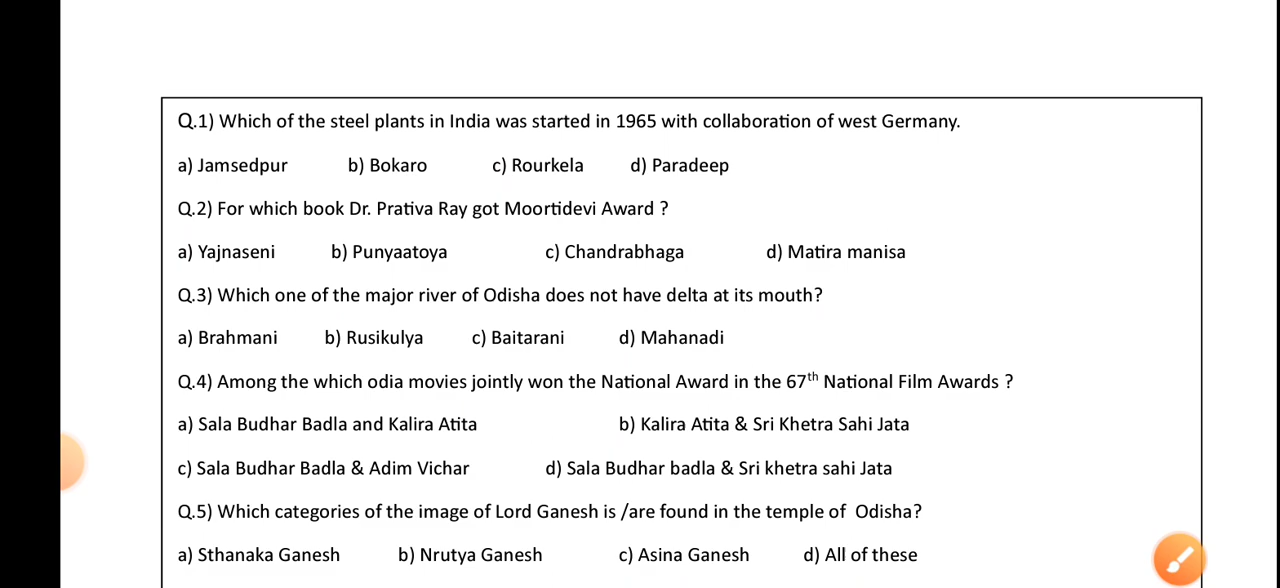 Q.1) Which of the steel plants in India was started in 1965 with collaboration of west Germany.
a) Jamsedpur b) Bokaro c) Rourkela d) Paradeep
Q.2) For which book Dr. Prativa Ray got Moortidevi Award ?
a) Yajnaseni b) Punyaatoya c) Chandrabhaga d) Matira manisa
Q.3) Which one of the major river of Odisha does not have delta at its mouth?
a) Brahmani b) Rusikulya c) Baitarani d) Mahanadi
Q.4) Among the which odia movies jointly won the National Award in the 67th National Film Awards ?
a) Sala Budhar Badla and Kalira Atita b) Kalira Atita & Sri Khetra Sahi Jata
c) Sala Budhar Badla & Adim Vichar d) Sala Budhar badla & Sri khetra sahi Jata
Q.5) Which categories of the image of Lord Ganesh is /are found in the temple of Odisha?
a) Sthanaka Ganesh b) Nrutya Ganesh c) Asina Ganesh d) All of these